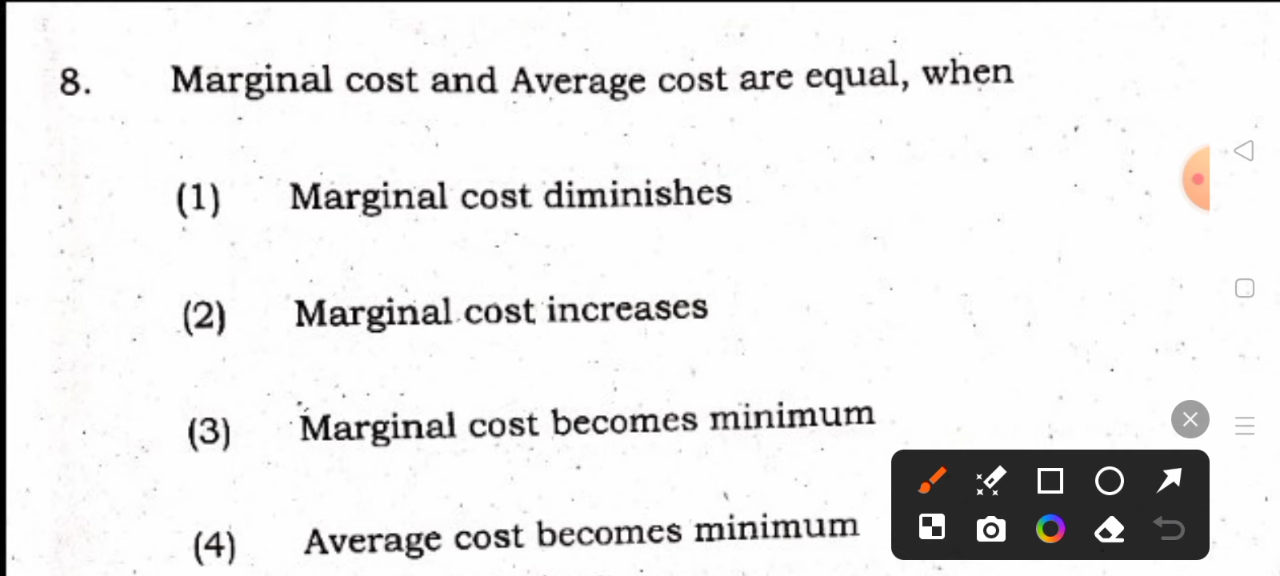 8. Marginal cost and Average cost are equal, when
(1) Marginal cost diminishes
(2) Marginal cost increases
(3) Marginal cost becomes minimum
(4) Average cost becomes minimum